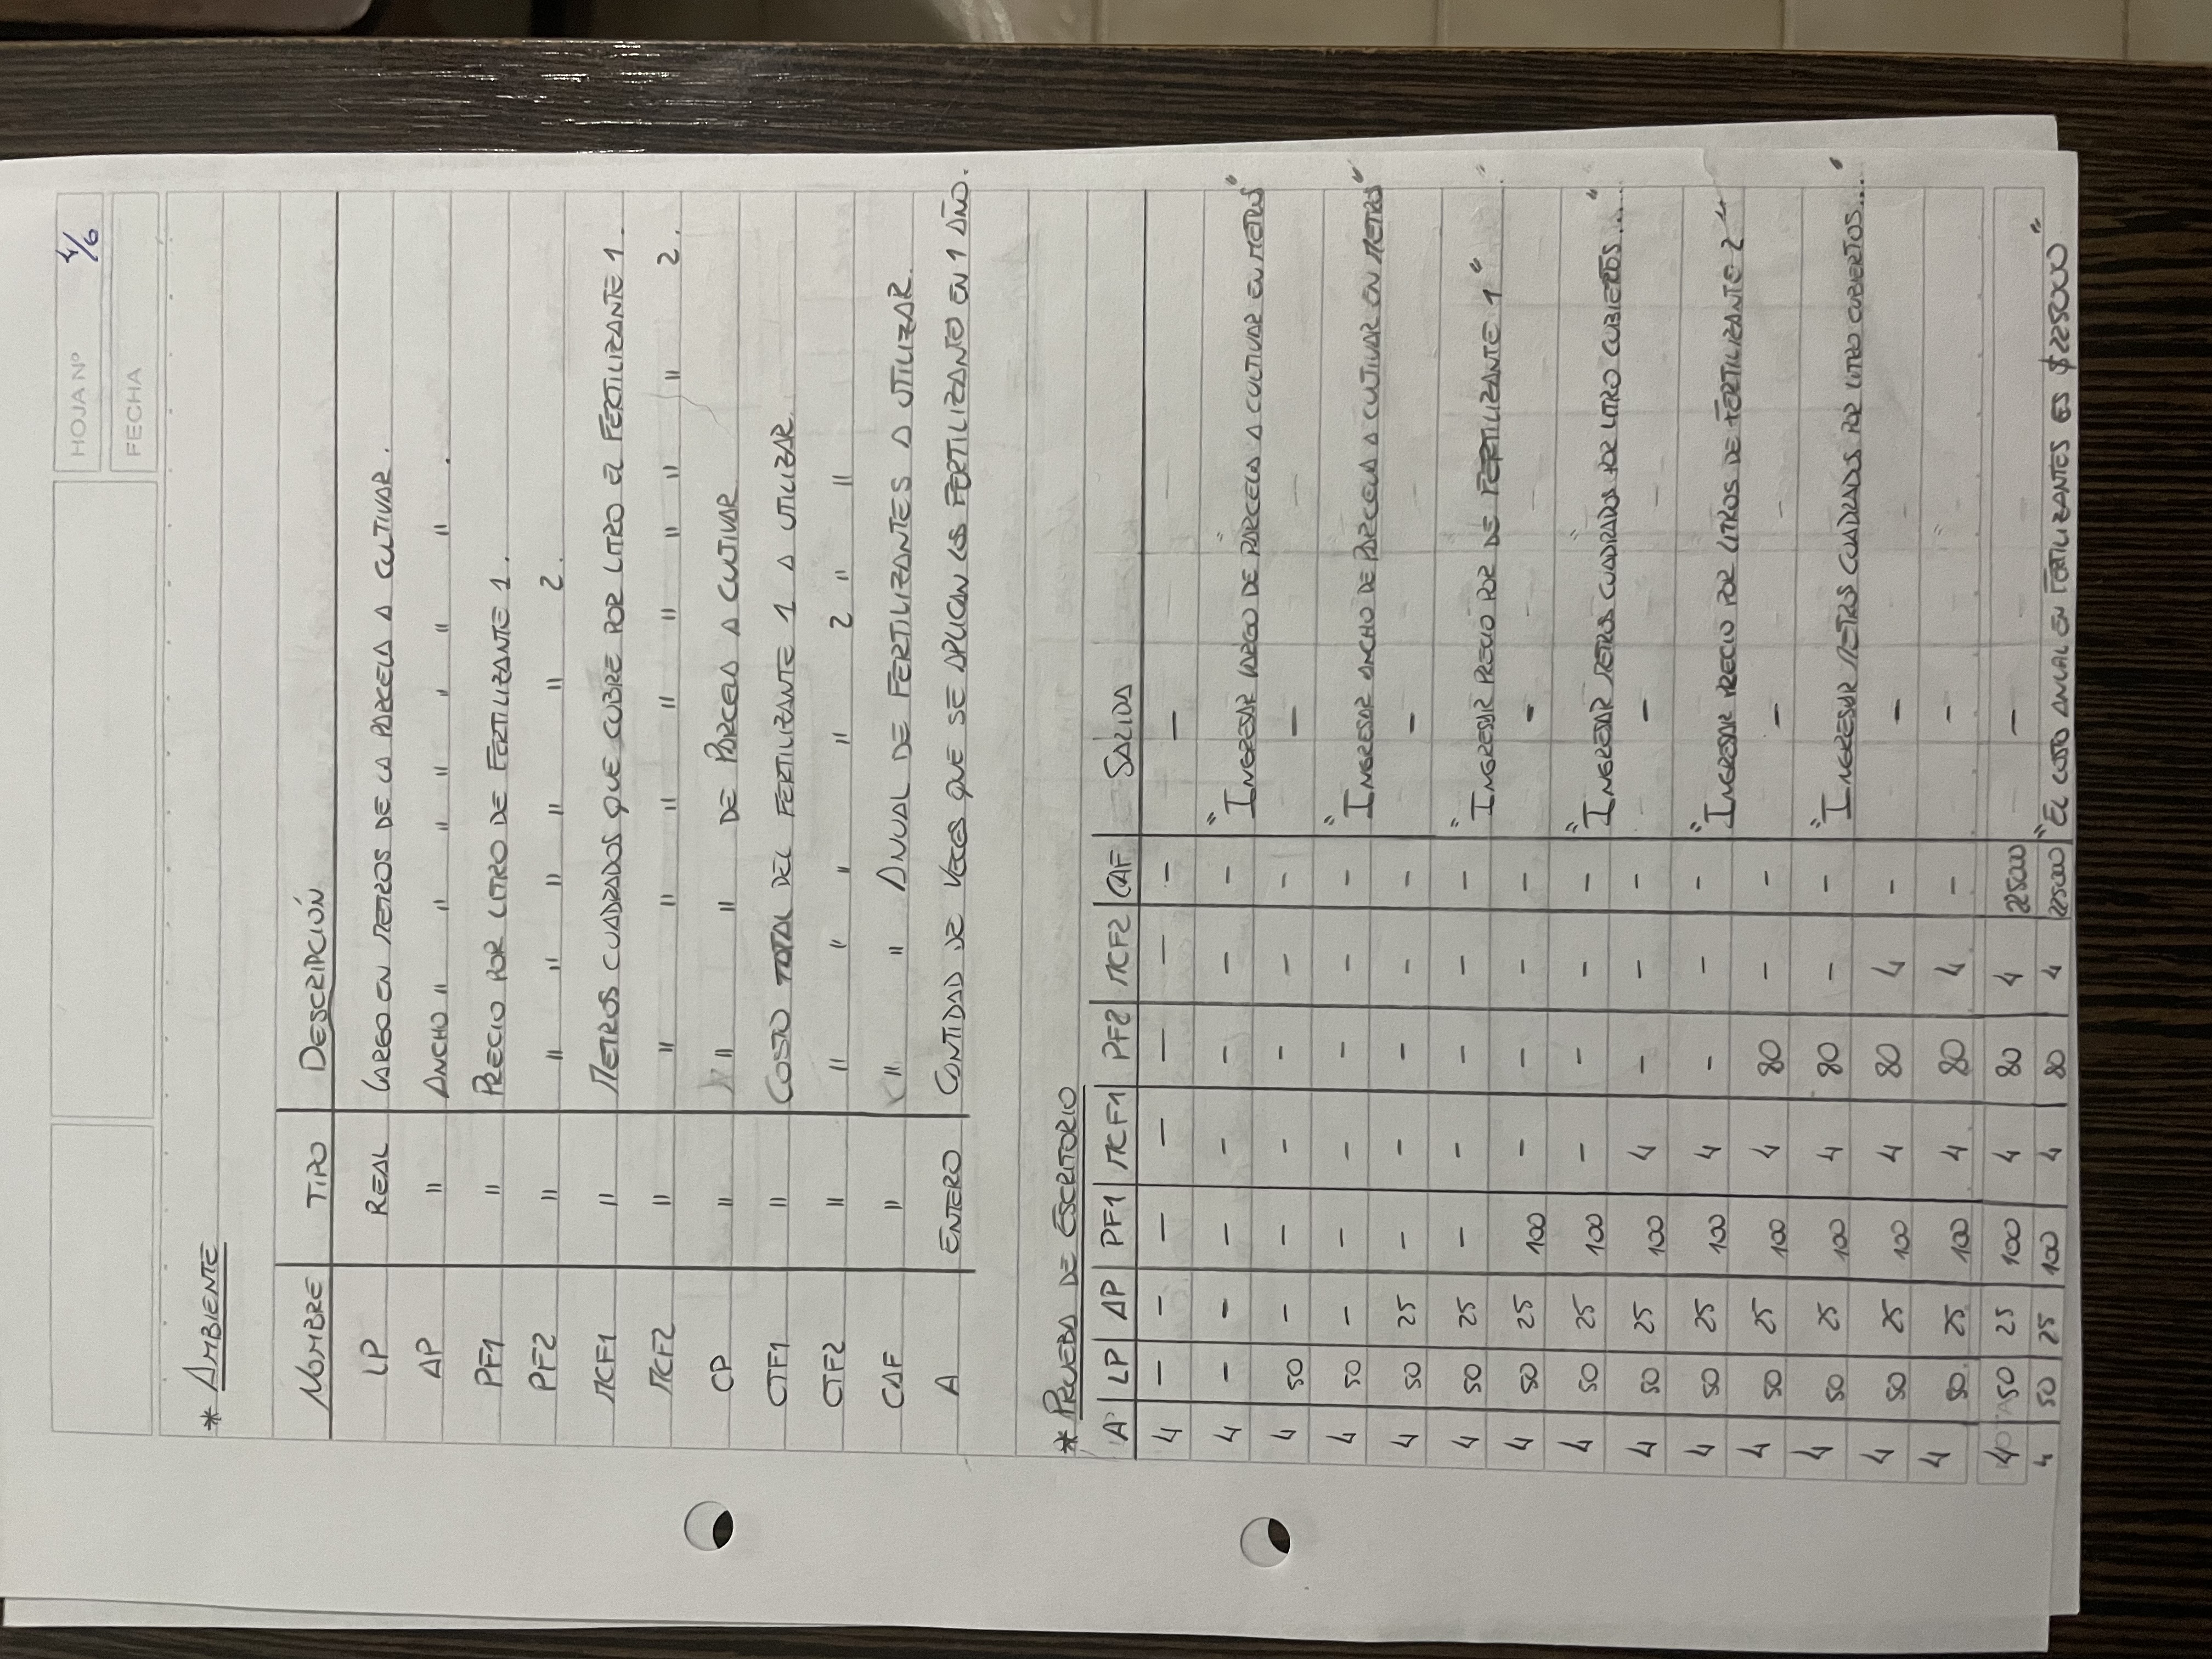 HOJA Nº 4/6
FECHA
* AMBIENTE
NOMBRE TIPO DESCRIPCIÓN
LP REAL LARGO EN METROS DE LA PARCELA A CULTIVAR .
AP " ANCHO " " " " " " " .
PF1 " PRECIO POR LITRO DE FERTILIZANTE 1 .
PF2 " " " " " " 2 .
MCF1 " METROS CUADRADOS QUE CUBRE POR LITRO EL FERTILIZANTE 1 .
MCF2 " " " " " " " " " 2 .
CP " " " DE PARCELA A CULTIVAR
CTF1 " COSTO TOTAL DEL FERTILIZANTE 1 A UTILIZAR
CTF2 " " " " " 2 " "
CAF " " " ANUAL DE FERTILIZANTES A UTILIZAR.
A ENTERO CANTIDAD DE VECES QUE SE APLICAN LOS FERTILIZANTE EN 1 AÑO.
* PRUEBA DE ESCRITORIO
A LP AP PF1 MCF1 PF2 MCF2 CAF SALIDA
4 – – – – – – – –
4 – – – – – – – "INGRESAR LARGO DE PARCELA A CULTIVAR EN METROS"
4 50 – – – – – – –
4 50 – – – – – – "INGRESAR ANCHO DE PARCELA A CULTIVAR EN METROS"
4 50 25 – – – – – –
4 50 25 – – – – – "INGRESAR PRECIO POR DE FERTILIZANTE 1"
4 50 25 100 – – – – –
4 50 25 100 – – – – "INGRESAR METROS CUADRADOS POR LITRO CUBIERTOS...."
4 50 25 100 4 – – – –
4 50 25 100 4 – – – "INGRESAR PRECIO POR LITROS DE FERTILIZANTE 2"
4 50 25 100 4 80 – – –
4 50 25 100 4 80 – – "INGRESAR METROS CUADRADOS POR LITRO CUBIERTOS..."
4 50 25 100 4 80 4 – –
4 50 25 100 4 80 4 – –
NOTA
4 50 25 100 4 80 4 225000 –
4 50 25 100 4 80 4 225000 "EL COSTO ANUAL EN FERTILIZANTES ES $225000"